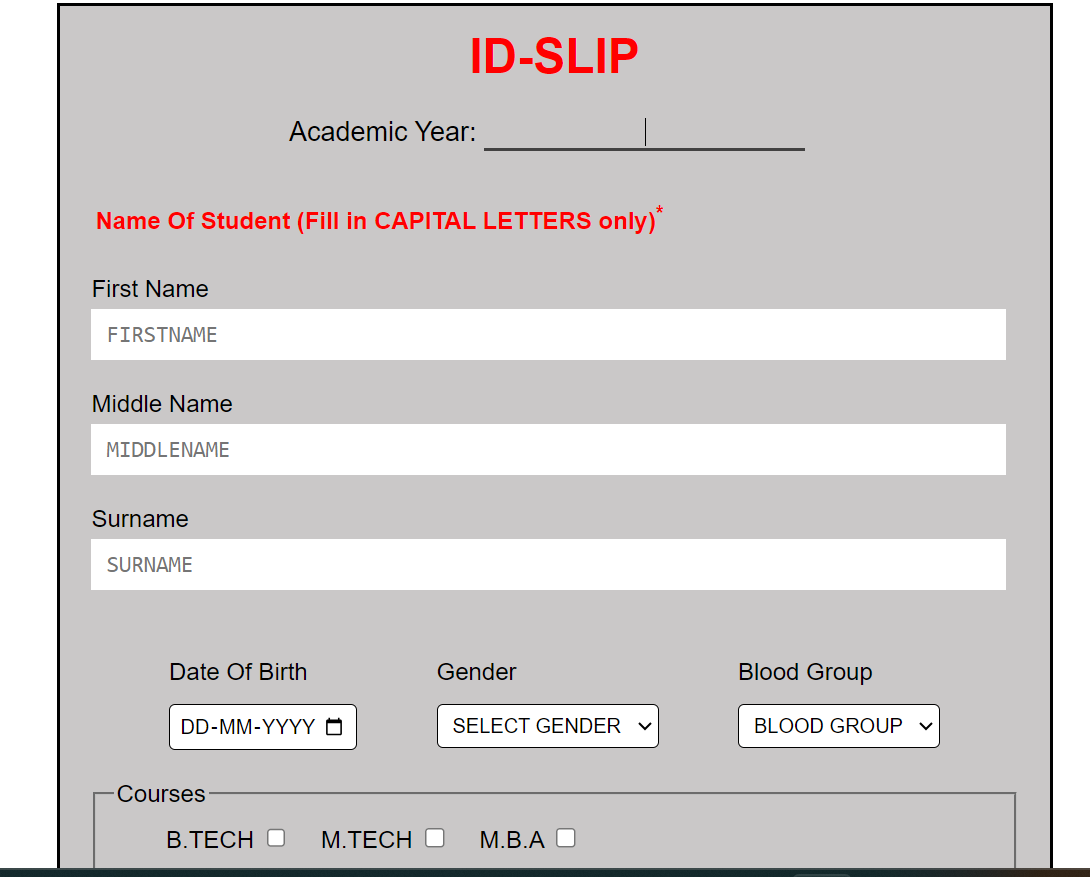 ID-SLIP
Academic Year:
Name Of Student (Fill in CAPITAL LETTERS only)*
First Name
FIRSTNAME
Middle Name
MIDDLENAME
Surname
SURNAME
Date Of Birth Gender Blood Group
DD-MM-YYYY SELECT GENDER BLOOD GROUP
Courses
B.TECH M.TECH M.B.A